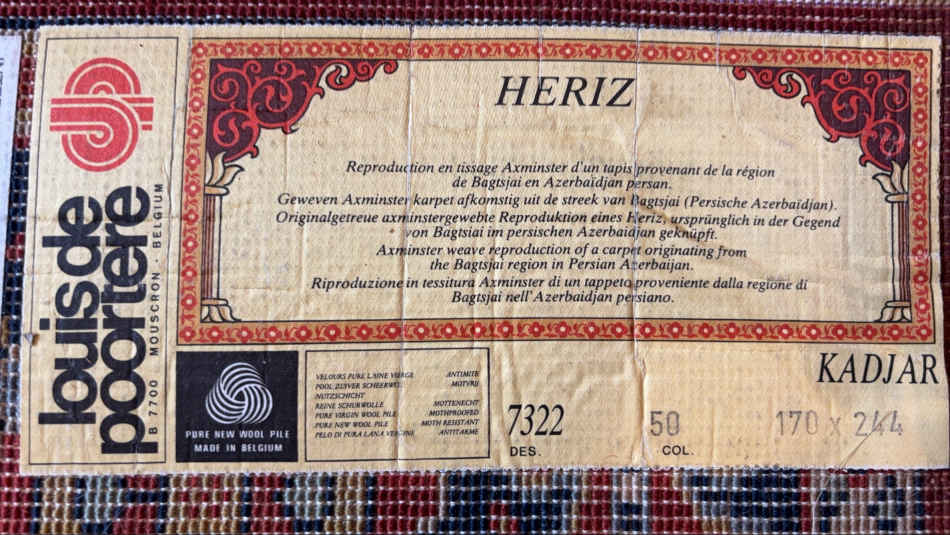 louis de
poortere
B 7700 MOUSCRON - BELGIUM
HERIZ
Reproduction en tissage Axminster d'un tapis provenant de la région
de Bagtsjai en Azerbaïdjan persan.
Geweven Axminster karpet afkomstig uit de streek van Bagtsjai (Persische Azerbaïdjan).
Originalgetreue axminstergewebte Reproduktion eines Heriz, ursprünglich in der Gegend
von Bagtsiai im persischen Azerbaidjan geknüpft.
Axminster weave reproduction of a carpet originating from
the Bagtsjai region in Persian Azerbaijan.
Riproduzione in tessitura Axminster di un tappeto proveniente dalla regione di
Bagtsjai nell'Azerbaidjan persiano.
KADJAR
PURE NEW WOOL PILE
MADE IN BELGIUM
VELOURS PURE LAINE VIERGE ANTIMITE
POOL ZUIVER SCHEERWOL MOTVRIJ
NUTZSCHICHT
REINE SCHURWOLLE MOTTENECHT
PURE VIRGIN WOOL PILE MOTHPROOFED
PURE NEW WOOL PILE MOTH RESISTANT
PELO DI PURA LANA VERGINE ANTITARME
7322
DES.
50
COL.
170 x 244